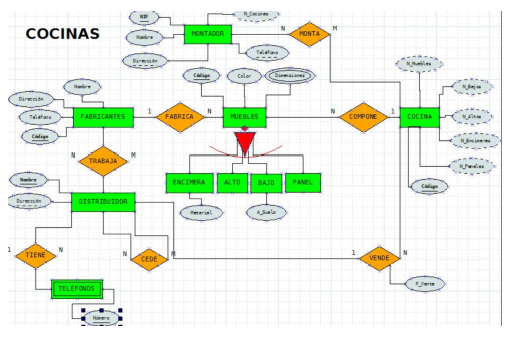 COCINAS
NIF
N_Cocinas
Nombre
MONTADOR
N
MONTA
M
Dirección
Teléfono
Código
Color
Dimensiones
N_Muebles
Nombre
Dirección
Teléfono
Código
FABRICANTES
1
FABRICA
N
MUEBLES
N
COMPONE
1
COCINA
N_Bajos
N_Altos
N_Encimeras
N_Paneles
Código
N
TRABAJA
M
ENCIMERA
ALTO
BAJO
PANEL
Nombre
Dirección
DISTRIBUIDOR
Material
A_Suelo
1
TIENE
N
N
CEDE
M
1
VENDE
N
F_Venta
TELEFONOS
Número